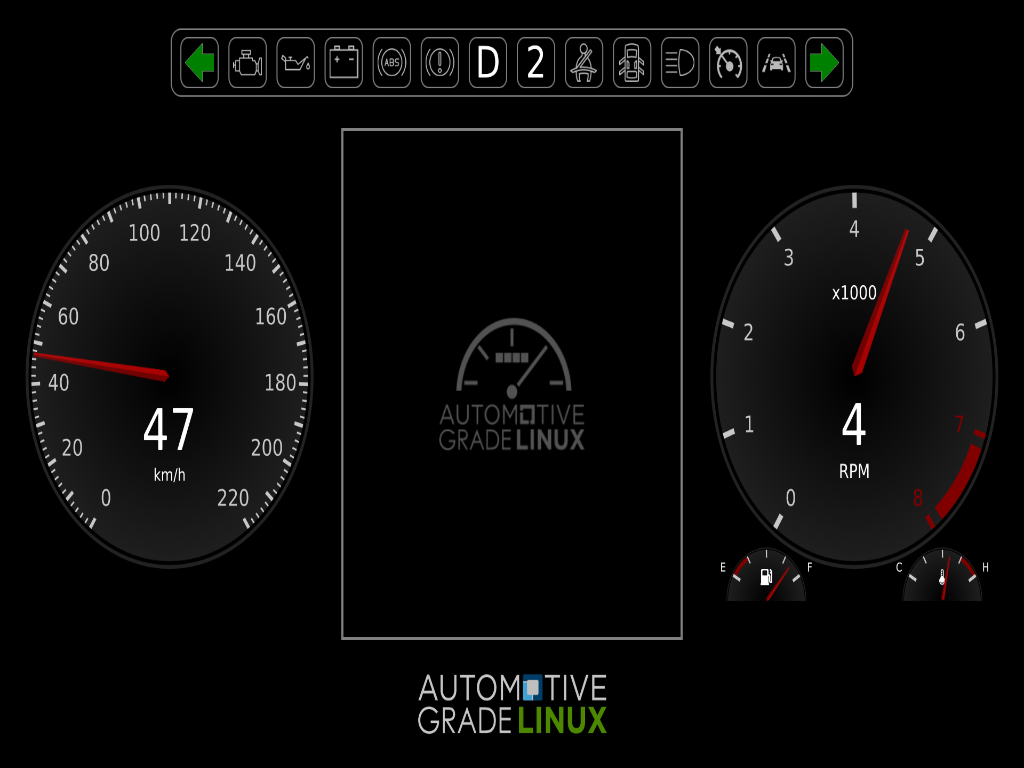 ABS
D
2
0
20
40
60
80
100
120
140
160
180
200
220
47
km/h
AUTOMOTIVE
GRADE LINUX
0
1
2
3
4
5
6
7
8
x1000
4
RPM
E
F
C
H
AUTOMOTIVE
GRADE LINUX